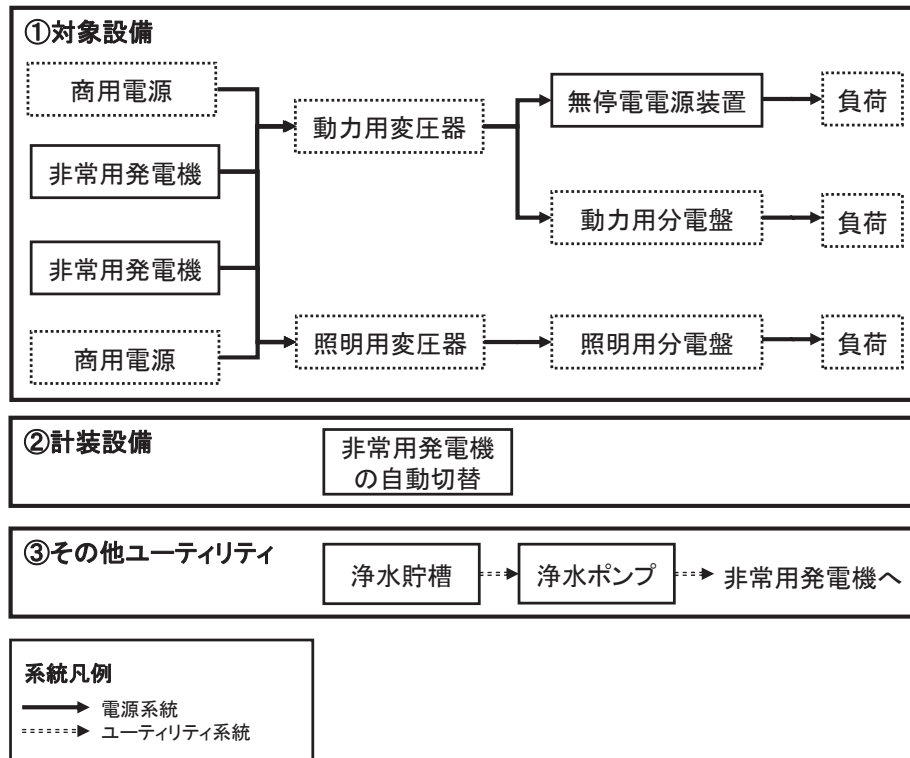 ①対象設備
商用電源
非常用発電機
非常用発電機
商用電源
動力用変圧器
照明用変圧器
無停電電源装置
動力用分電盤
照明用分電盤
負荷
負荷
負荷
②計装設備
非常用発電機
の自動切替
③その他ユーティリティ
浄水貯槽
浄水ポンプ
非常用発電機へ
系統凡例
電源系統
ユーティリティ系統